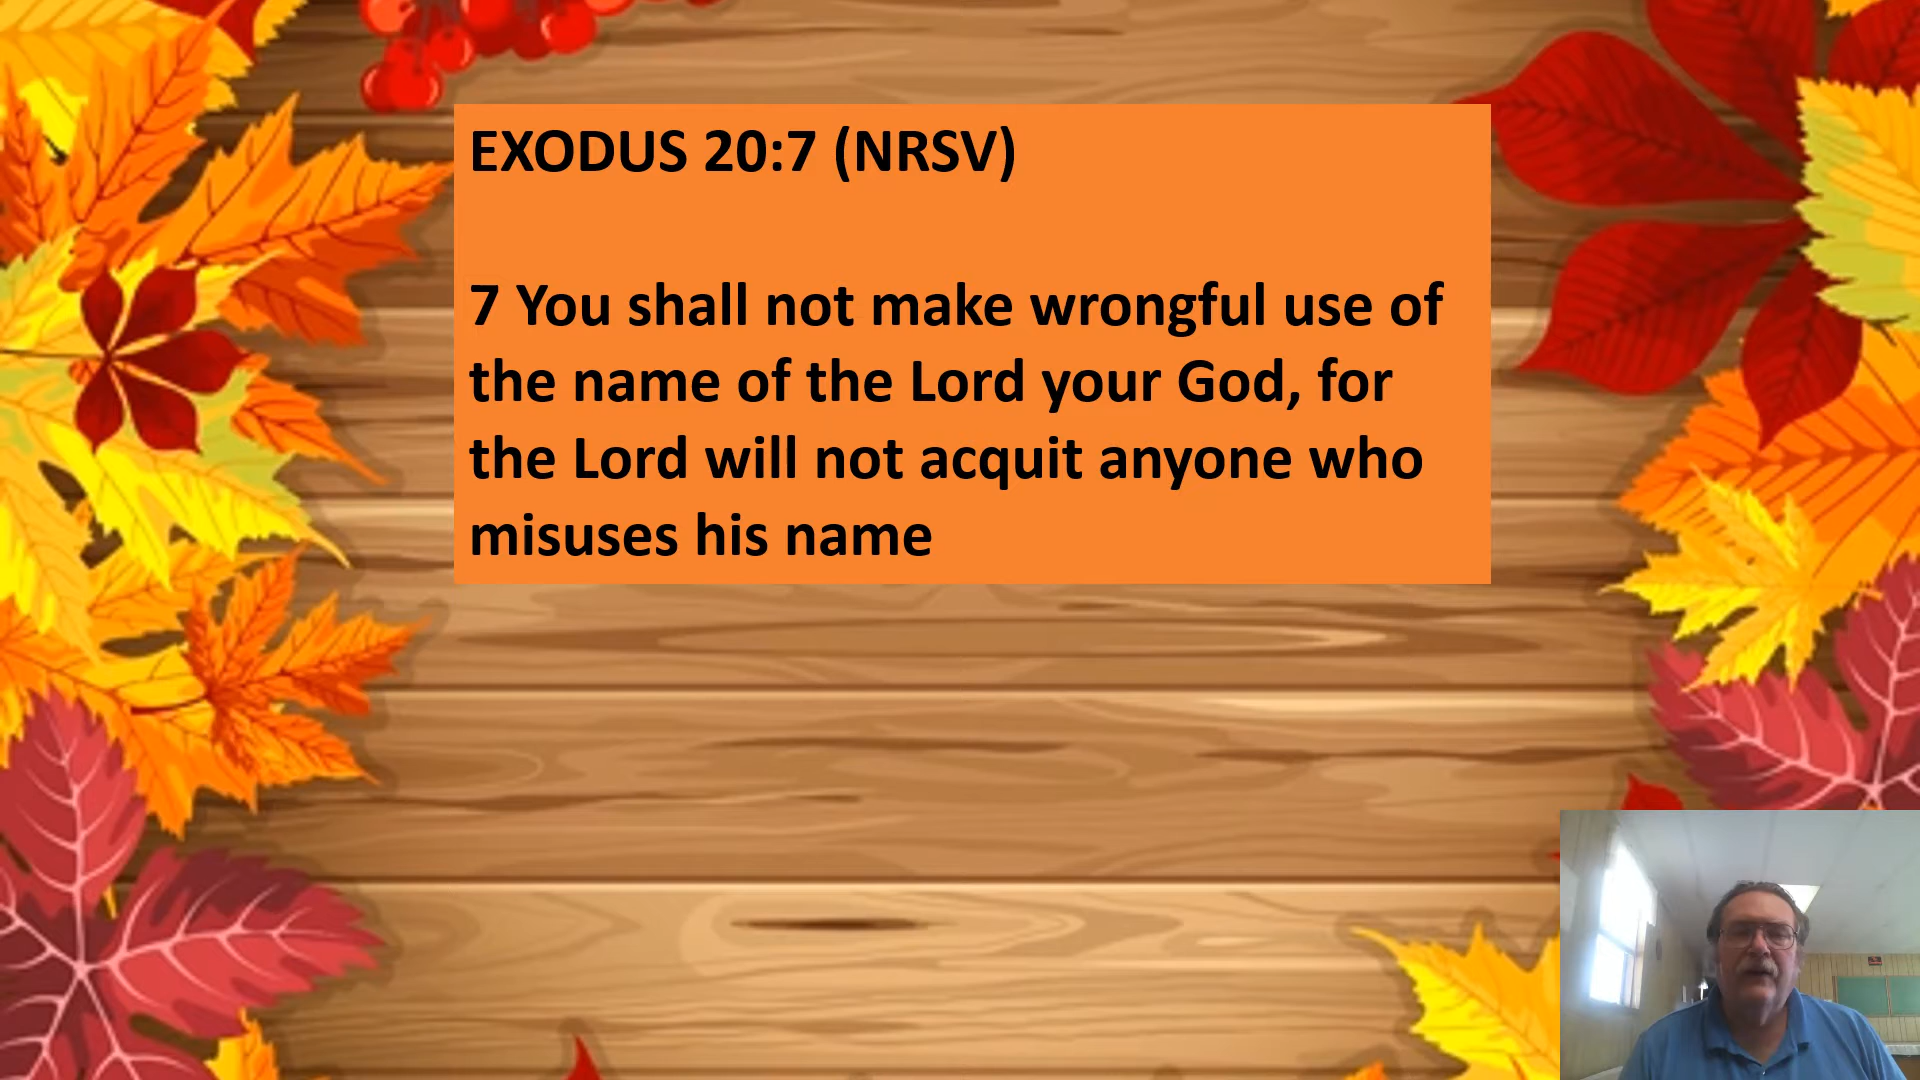 EXODUS 20:7 (NRSV)
7 You shall not make wrongful use of
the name of the Lord your God, for
the Lord will not acquit anyone who
misuses his name